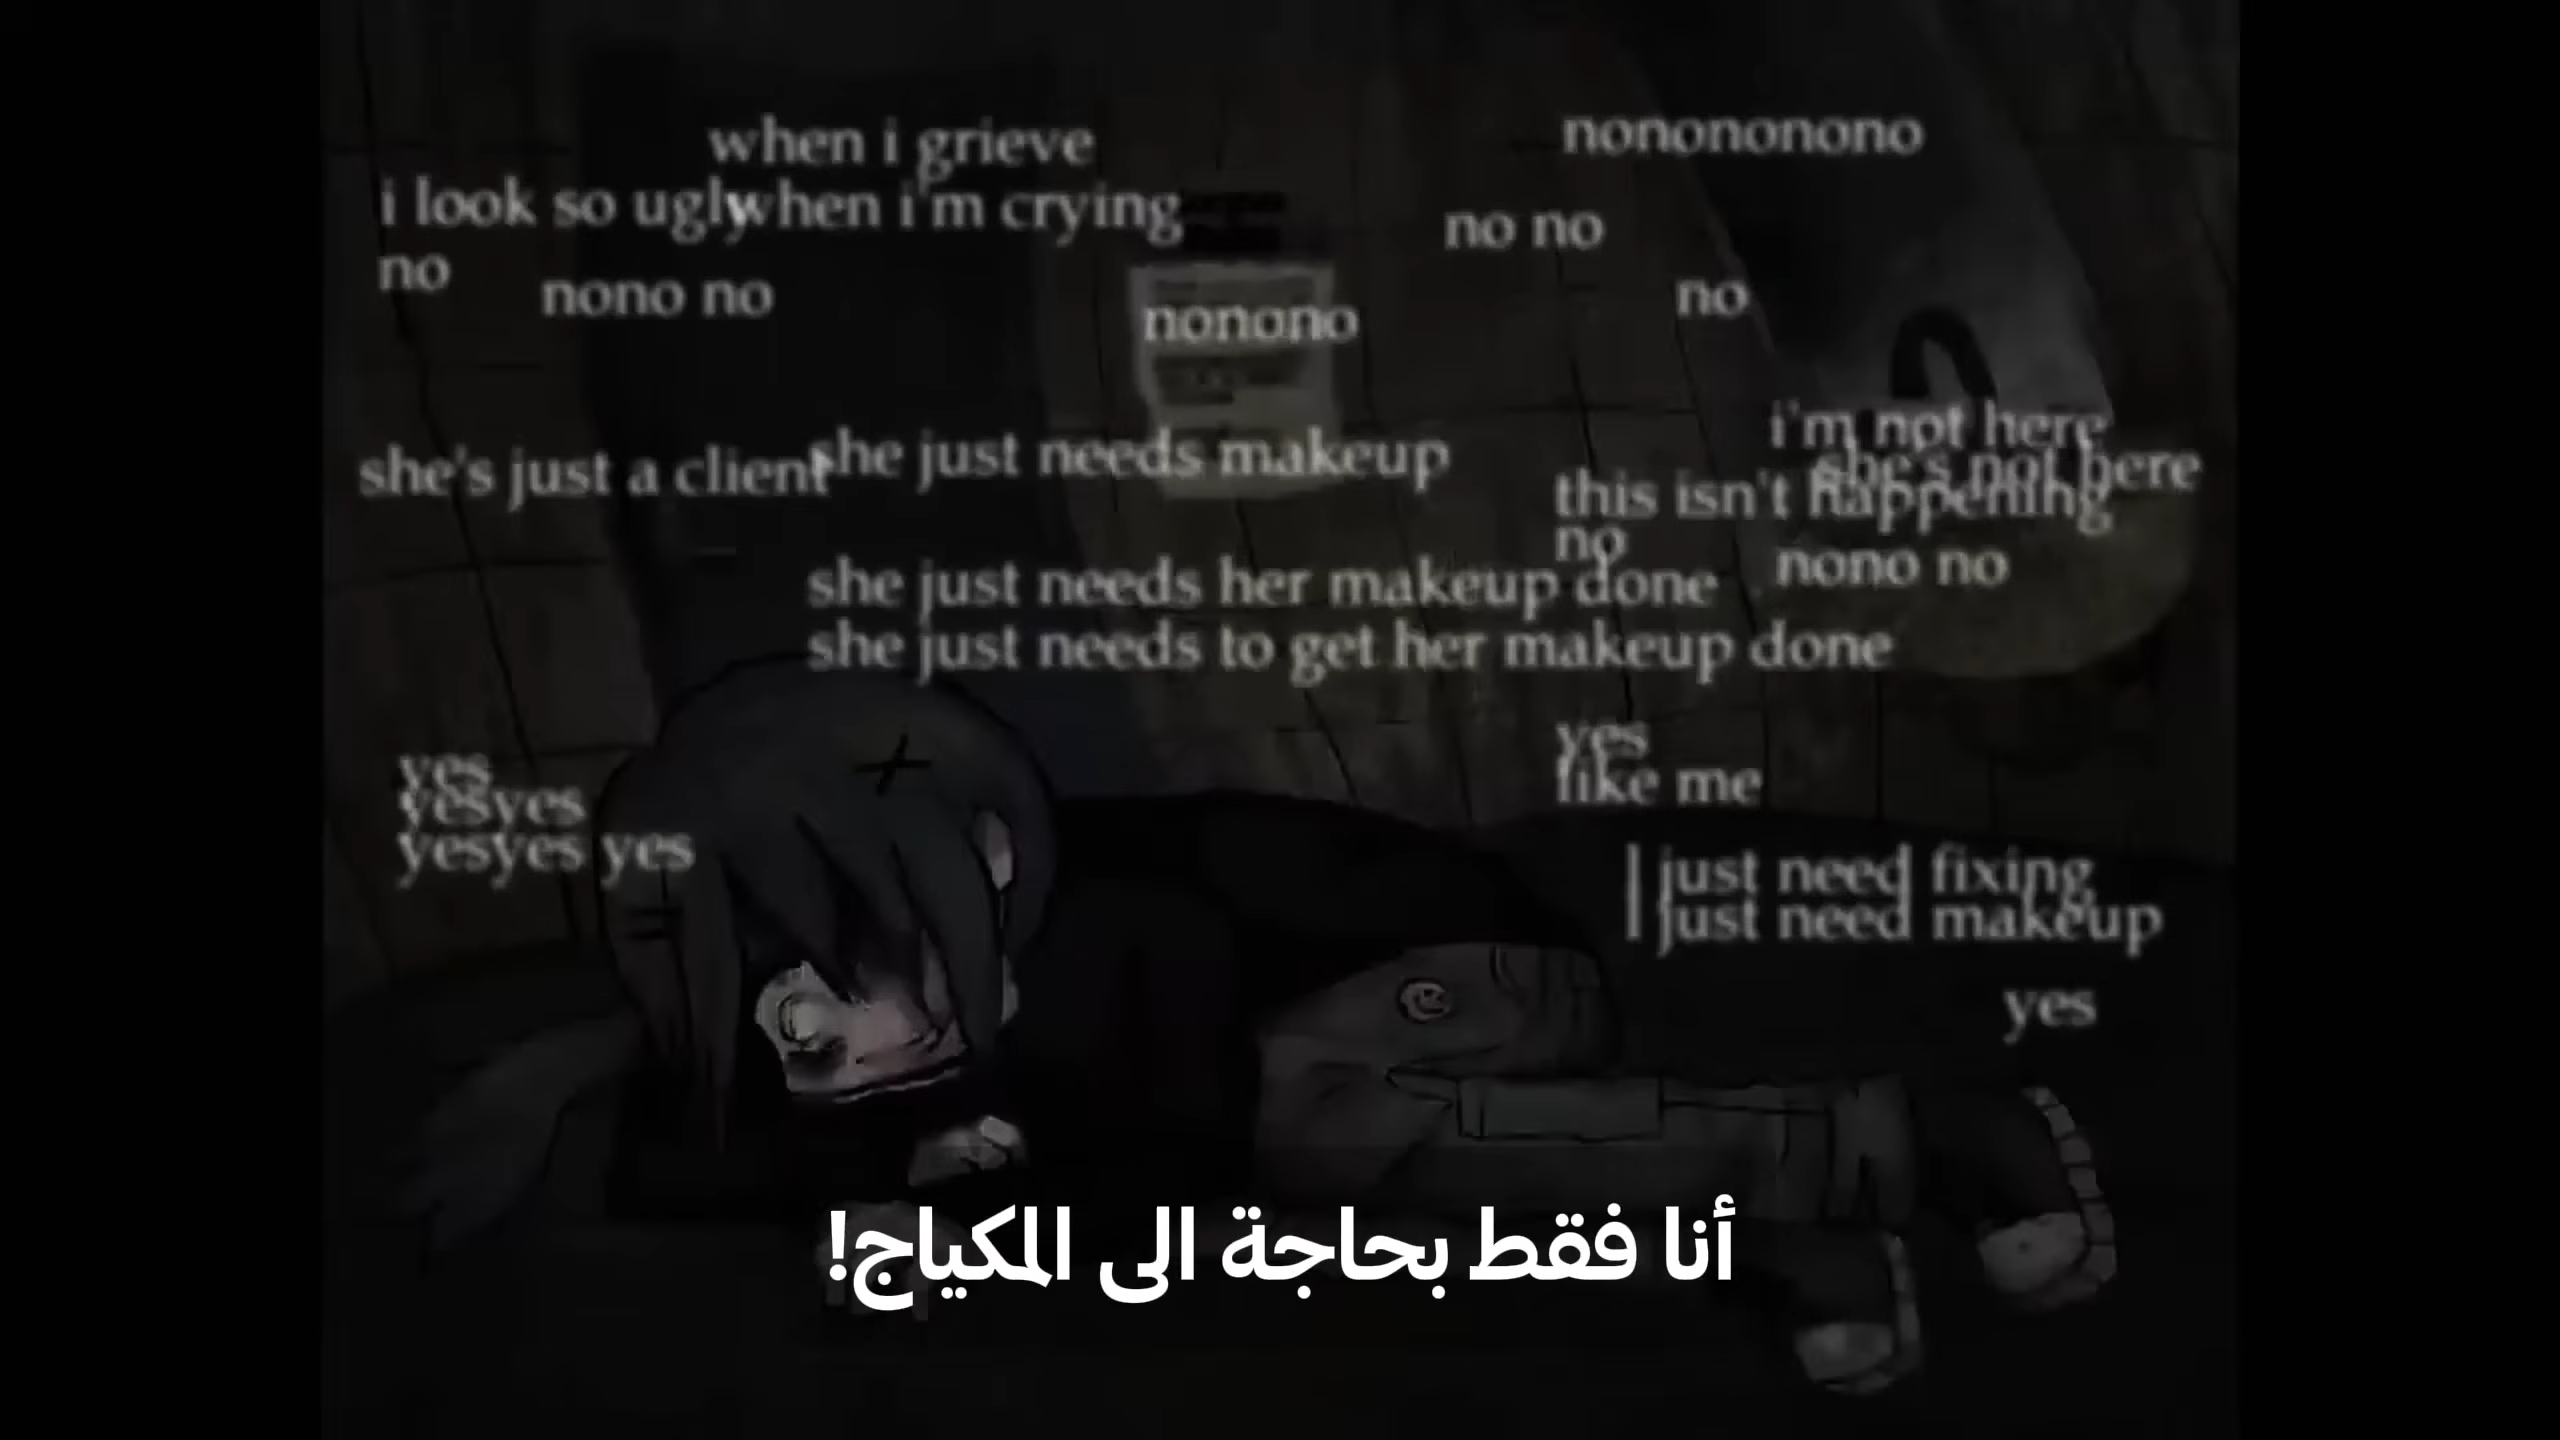 when i grieve
nonononono
i look so ugly when i'm crying
no no
no
nono no
no
nonono
i'm not here
she's just a client
she just needs makeup
she's not here
this isn't happening
no
nono no
she just needs her makeup done
she just needs to get her makeup done
yes
like me
yes
yesyes
yesyes yes
I just need fixing
I just need makeup
yes
أنا فقط بحاجة الى المكياج!